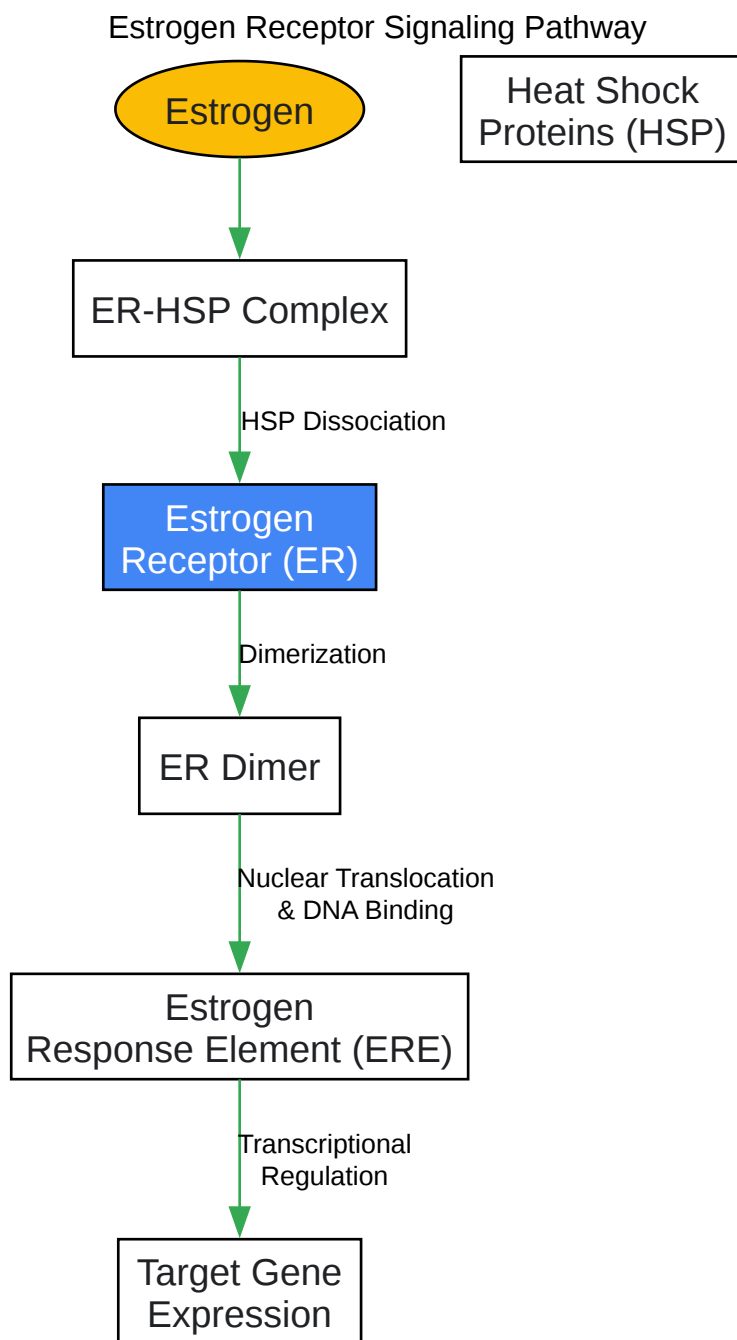 Estrogen Receptor Signaling Pathway
Estrogen
Heat Shock
Proteins (HSP)
ER-HSP Complex
HSP Dissociation
Estrogen
Receptor (ER)
Dimerization
ER Dimer
Nuclear Translocation
& DNA Binding
Estrogen
Response Element (ERE)
Transcriptional
Regulation
Target Gene
Expression